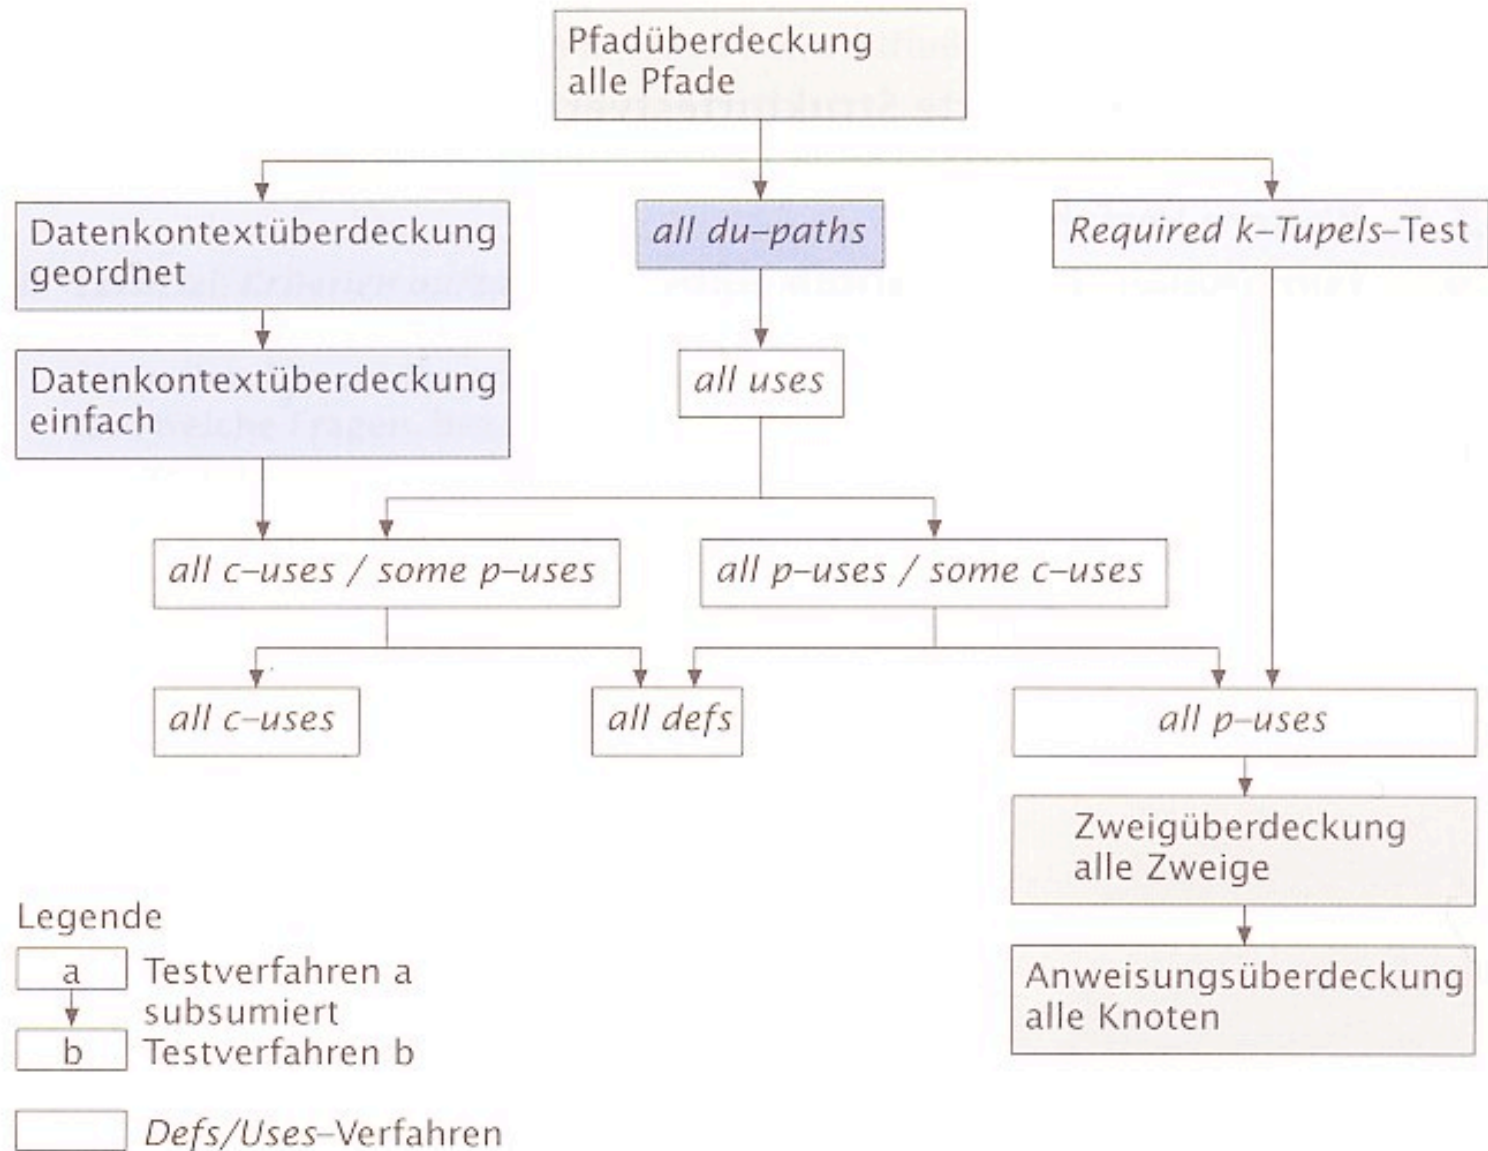 Pfadüberdeckung
alle Pfade
Datenkontextüberdeckung
geordnet
all du–paths
Required k–Tupels–Test
Datenkontextüberdeckung
einfach
all uses
all c–uses / some p–uses
all p–uses / some c–uses
all c–uses
all defs
all p–uses
Zweigüberdeckung
alle Zweige
Anweisungsüberdeckung
alle Knoten
Legende
a
Testverfahren a
subsumiert
b
Testverfahren b
Defs/Uses–Verfahren